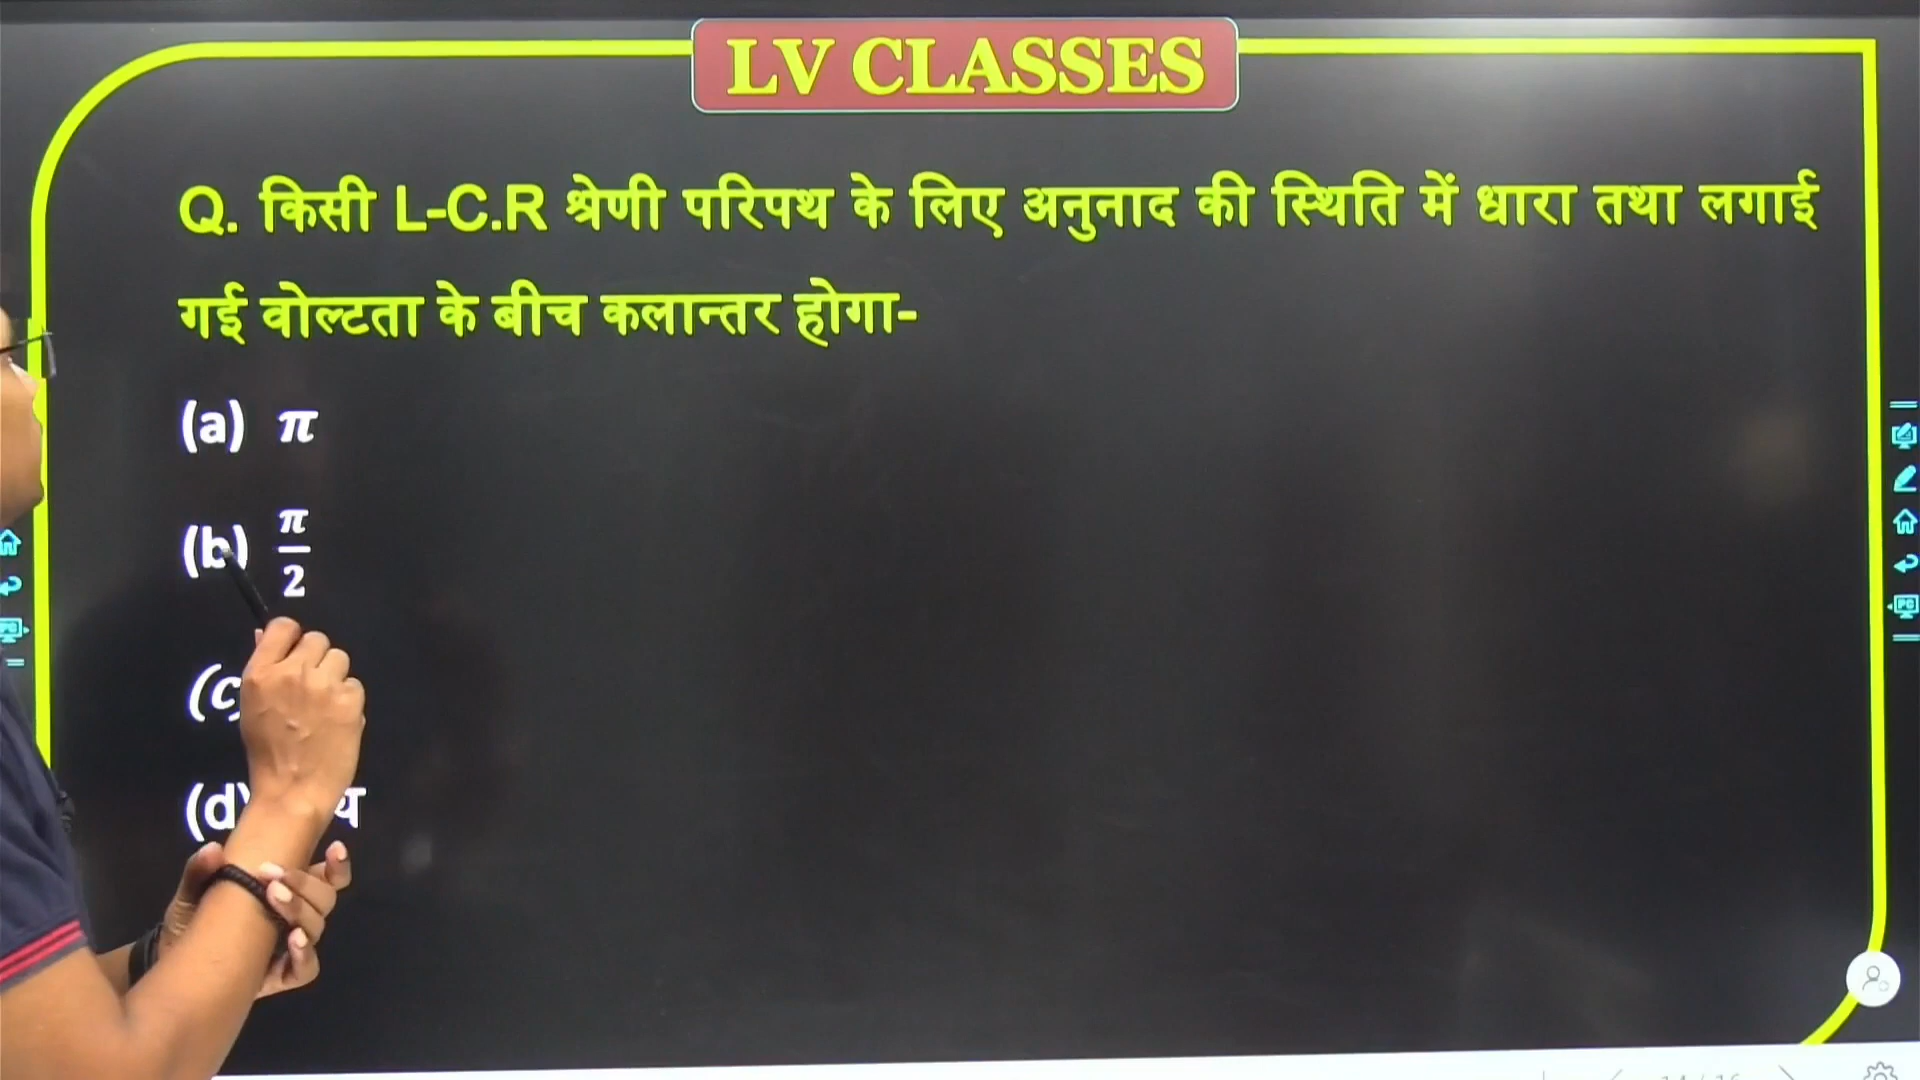 LV CLASSES
Q. किसी L-C.R श्रेणी परिपथ के लिए अनुनाद की स्थिति में धारा तथा लगाई
गई वोल्टता के बीच कलान्तर होगा-
(a) π
(b) π/2
(c)
(d)